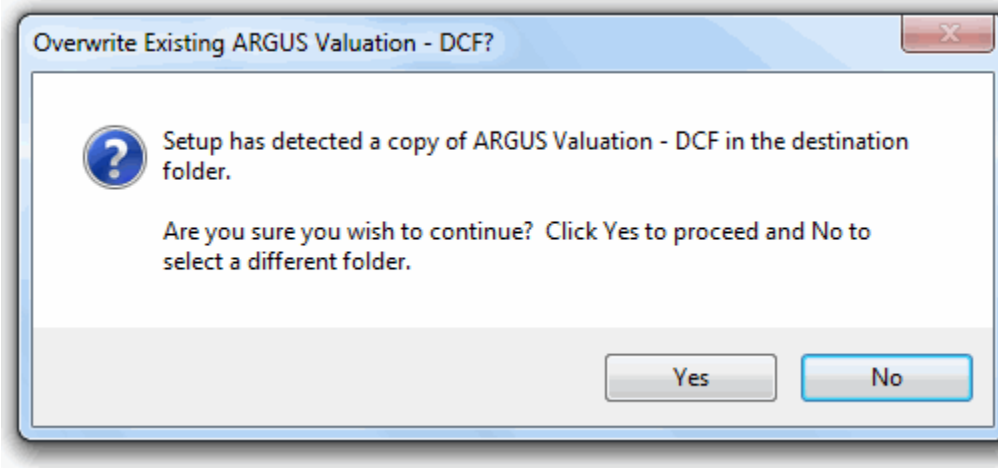 Overwrite Existing ARGUS Valuation - DCF?
Setup has detected a copy of ARGUS Valuation - DCF in the destination
folder.
Are you sure you wish to continue?  Click Yes to proceed and No to
select a different folder.
Yes
No